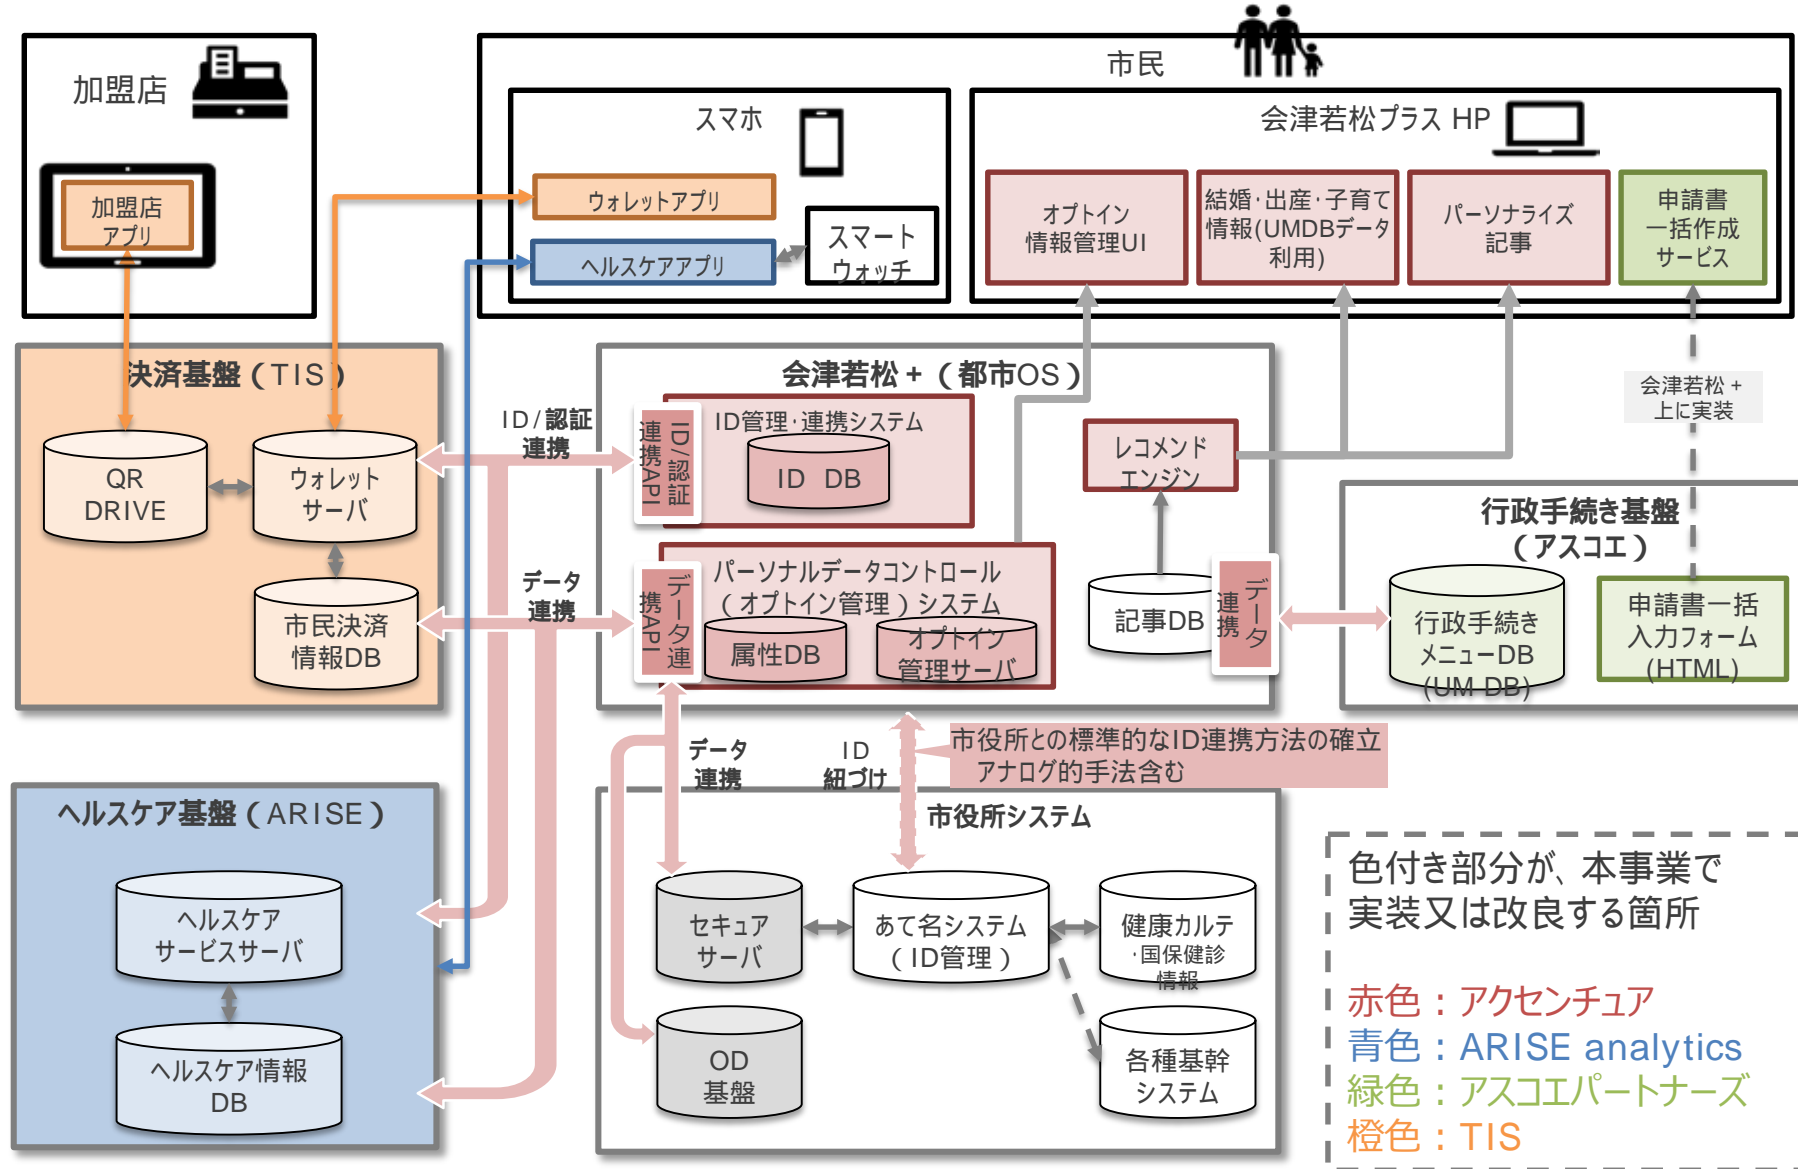 加盟店
加盟店
アプリ
市民
スマホ
ウォレットアプリ
ヘルスケアアプリ
スマート
ウォッチ
会津若松プラス HP
オプトイン
情報管理UI
結婚・出産・子育て
情報(UMDBデータ
利用)
パーソナライズ
記事
申請書
一括作成
サービス
決済基盤（TIS）
QR
DRIVE
ウォレット
サーバ
市民決済
情報DB
ID/認証
連携
データ
連携
会津若松+（都市OS）
ID/認証
連携API
ID管理・連携システム
ID DB
レコメンド
エンジン
データ連
携API
パーソナルデータコントロール
（オプトイン管理）システム
属性DB
オプトイン
管理サーバ
記事DB
データ
連携
会津若松+
上に実装
行政手続き基盤
（アスコエ）
行政手続き
メニューDB
(UM DB)
申請書一括
入力フォーム
(HTML)
データ
連携
ID
紐づけ
市役所との標準的なID連携方法の確立
アナログ的手法含む
ヘルスケア基盤（ARISE）
ヘルスケア
サービスサーバ
ヘルスケア情報
DB
市役所システム
セキュア
サーバ
あて名システム
（ID管理）
健康カルテ
・国保健診
情報
OD
基盤
各種基幹
システム
色付き部分が、本事業で
実装又は改良する箇所
赤色：アクセンチュア
青色：ARISE analytics
緑色：アスコエパートナーズ
橙色：TIS